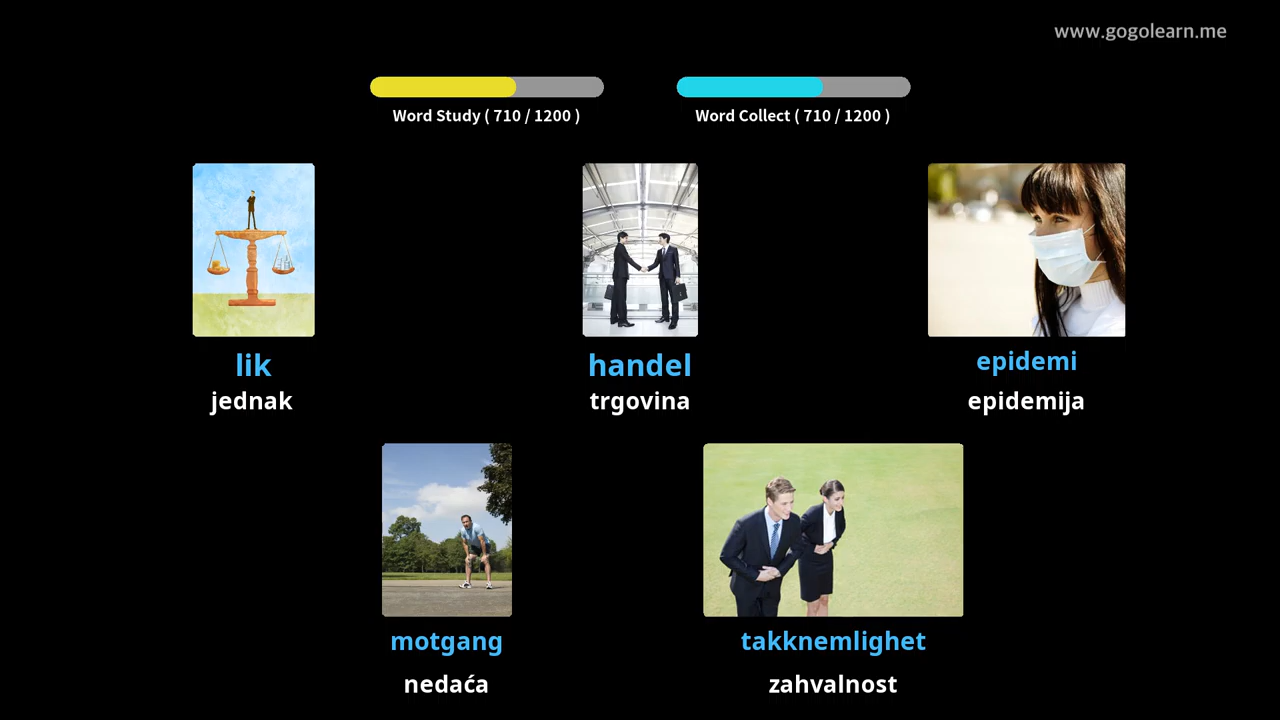 www.gogolearn.me
Word Study ( 710 / 1200 )
Word Collect ( 710 / 1200 )
lik
jednak
handel
trgovina
epidemi
epidemija
motgang
nedaća
takknemlighet
zahvalnost